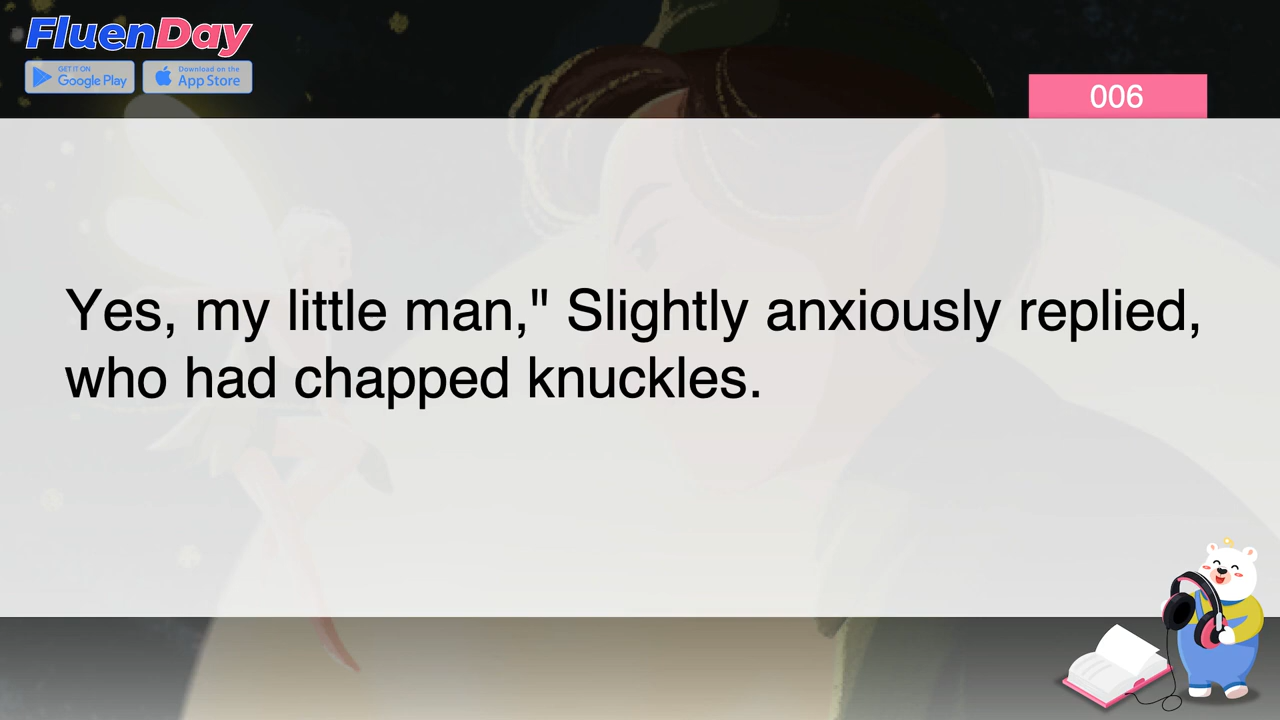 FluenDay
GET IT ON
Google Play
Download on the
App Store
006
Yes, my little man," Slightly anxiously replied,
who had chapped knuckles.